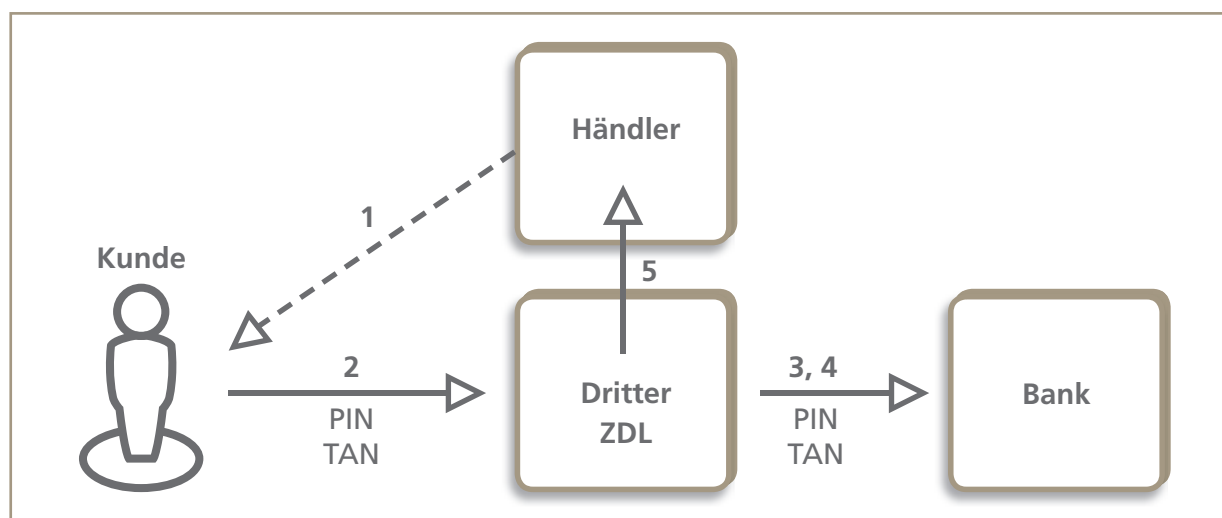 Händler
1
Kunde
5
2
PIN
TAN
Dritter
ZDL
3, 4
PIN
TAN
Bank